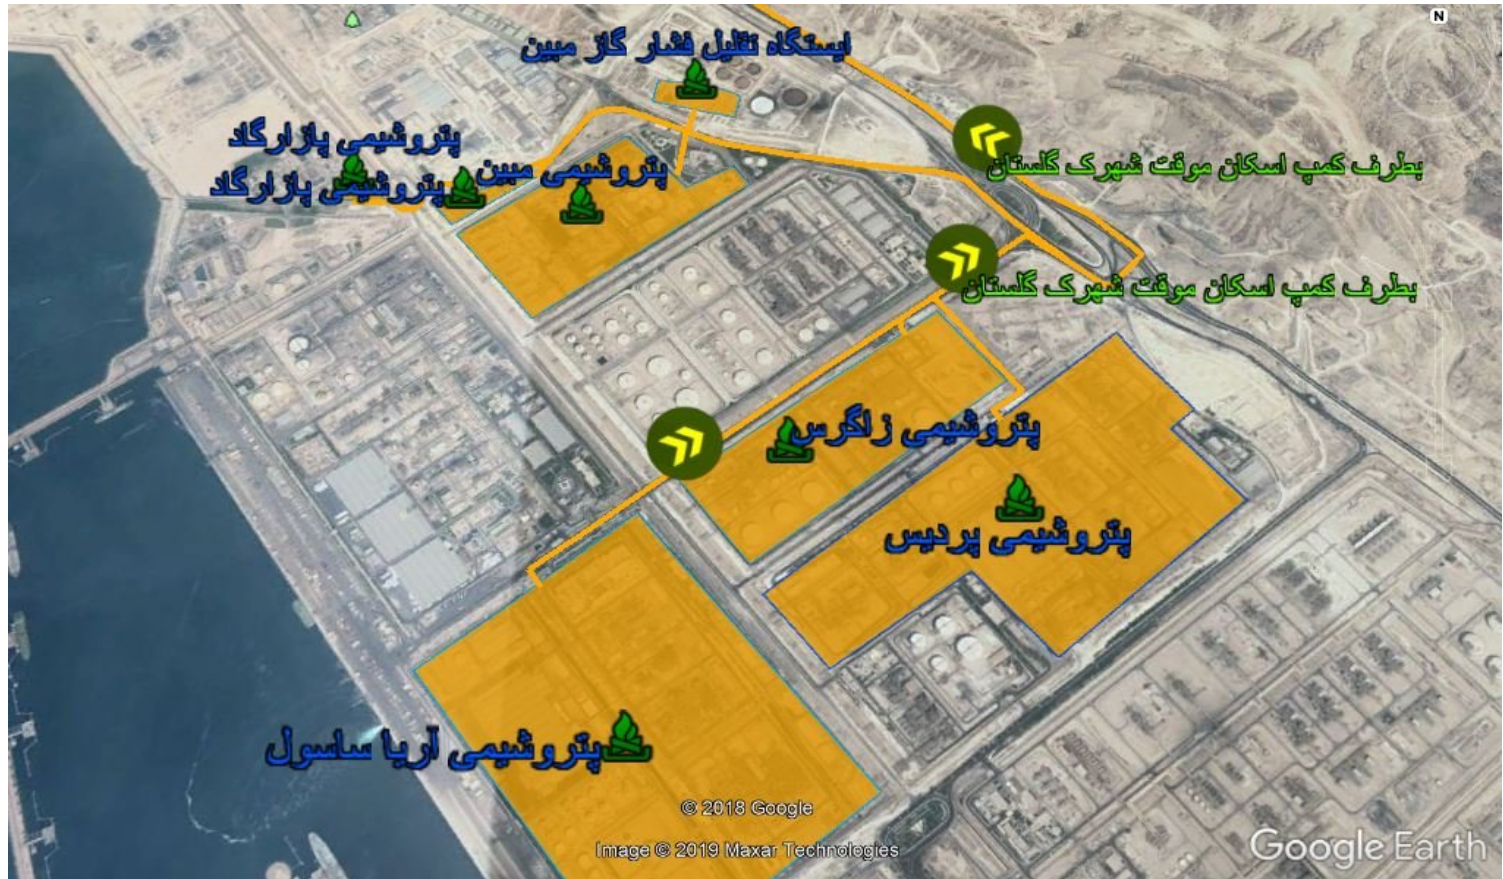 N
ایستگاه تقلیل فشار گاز مبین
پتروشیمی پازارگاد
پتروشیمی مبین
بطرف کمپ اسکان موقت شهرک گلستان
پتروشیمی پازارگاد
بطرف کمپ اسکان موقت شهرک گلستان
پتروشیمی زاگرس
پتروشیمی پردیس
پتروشیمی آریا ساسول
© 2018 Google
Image © 2019 Maxar Technologies
Google Earth